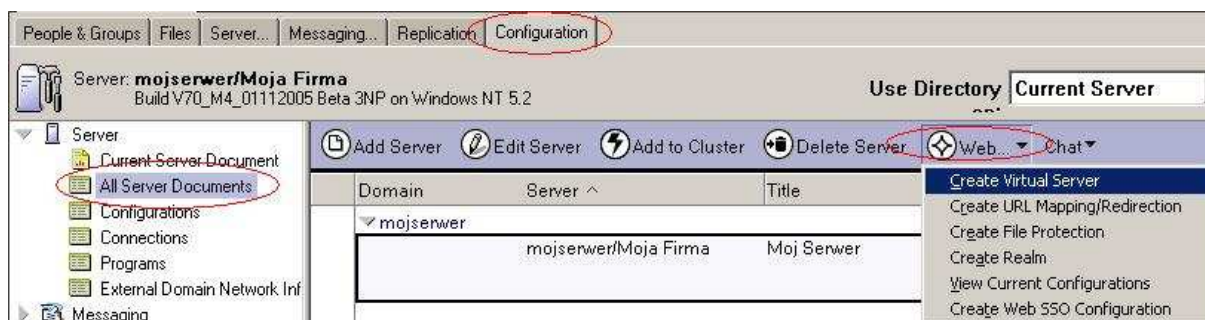 People & Groups Files Server... Messaging... Replication Configuration
Server: mojserwer/Moja Firma
Build V70_M4_01112005 Beta 3NP on Windows NT 5.2
Use Directory Current Server
Server
Current Server Document
All Server Documents
Configurations
Connections
Programs
External Domain Network Inf
Messaging
Add Server Edit Server Add to Cluster Delete Server Web... Chat
Domain Server Title
mojserwer
mojserwer/Moja Firma Moj Serwer
Create Virtual Server
Create URL Mapping/Redirection
Create File Protection
Create Realm
View Current Configurations
Create Web SSO Configuration